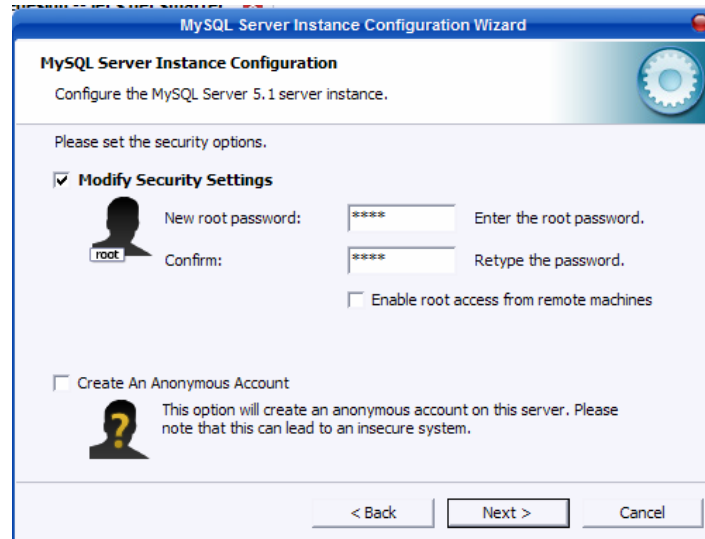 MySQL Server Instance Configuration Wizard
MySQL Server Instance Configuration
Configure the MySQL Server 5.1 server instance.
Please set the security options.
Modify Security Settings
New root password: **** Enter the root password.
root
Confirm: **** Retype the password.
Enable root access from remote machines
Create An Anonymous Account
This option will create an anonymous account on this server. Please
note that this can lead to an insecure system.
< Back Next > Cancel